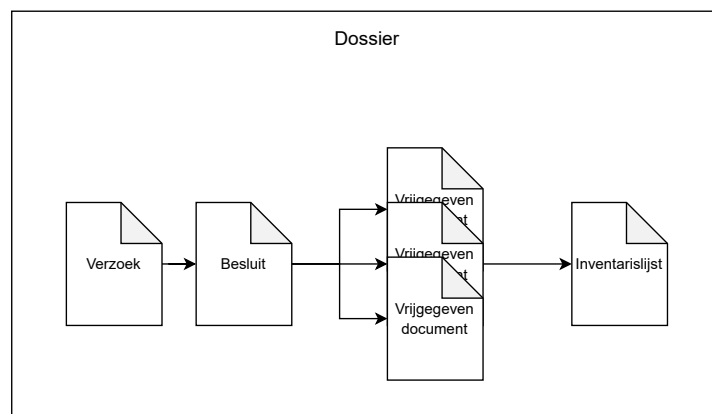 Dossier
Verzoek
Besluit
Vrijgegeven
Vrijgegeven
Vrijgegeven
document
Inventarislijst